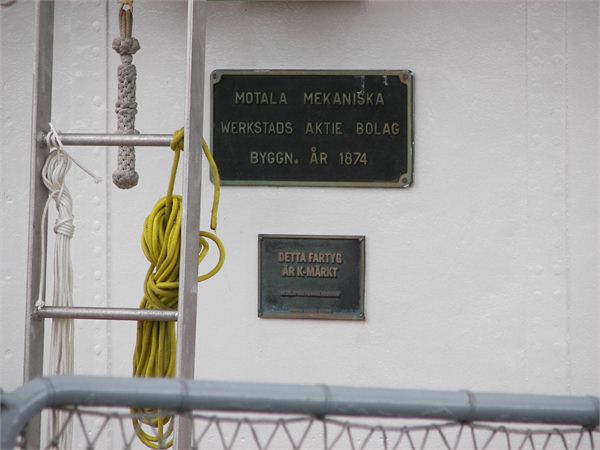 MOTALA MEKANISKA
WERKSTADS AKTIE BOLAG
BYGGN. ÅR 1874
DETTA FARTYG
ÄR K-MÄRKT